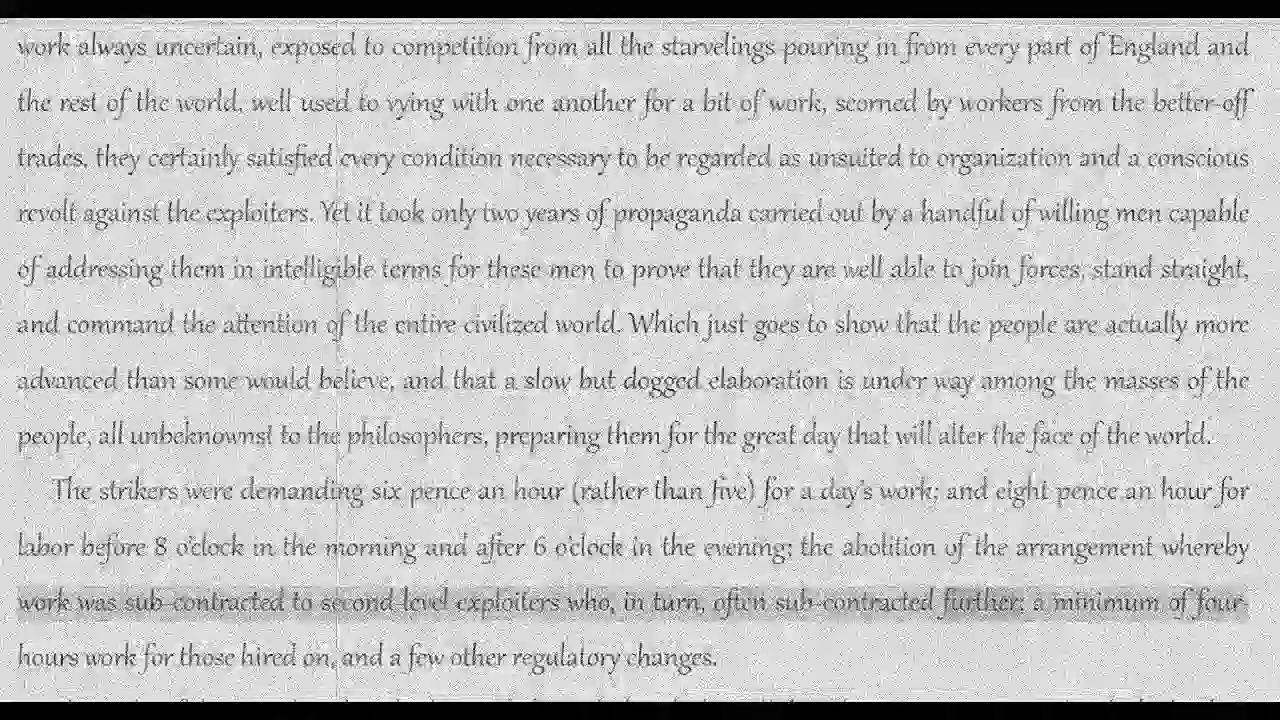 work always uncertain, exposed to competition from all the starvelings pouring in from every part of England and
the rest of the world, well used to vying with one another for a bit of work, scorned by workers from the better-off
trades, they certainly satisfied every condition necessary to be regarded as unsuited to organization and a conscious
revolt against the exploiters. Yet it took only two years of propaganda carried out by a handful of willing men capable
of addressing them in intelligible terms for these men to prove that they are well able to join forces, stand straight,
and command the attention of the entire civilized world. Which just goes to show that the people are actually more
advanced than some would believe, and that a slow but dogged elaboration is under way among the masses of the
people, all unbeknownst to the philosophers, preparing them for the great day that will alter the face of the world.
The strikers were demanding six pence an hour (rather than five) for a day's work; and eight pence an hour for
labor before 8 o'clock in the morning and after 6 o'clock in the evening; the abolition of the arrangement whereby
work was sub-contracted to second level exploiters who, in turn, often sub-contracted further; a minimum of four-
hours work for those hired on, and a few other regulatory changes.